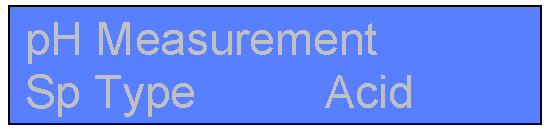 pH Measurement
Sp Type Acid